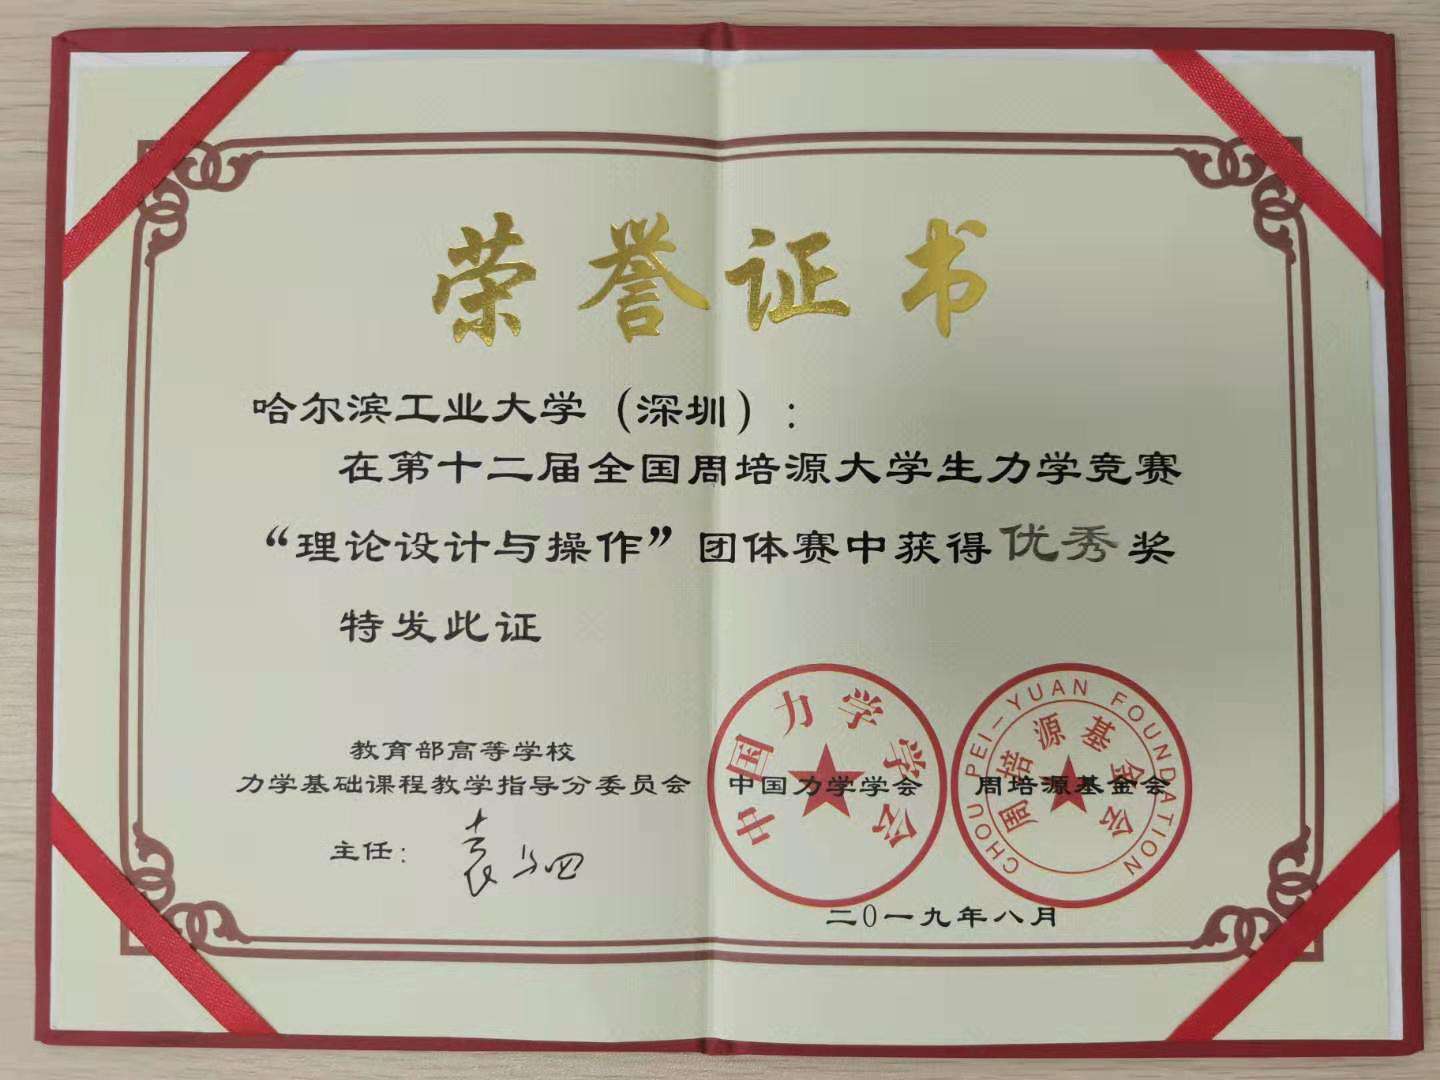 荣誉证书
哈尔滨工业大学（深圳）：
在第十二届全国周培源大学生力学竞赛
“理论设计与操作”团体赛中获得优秀奖
特发此证
教育部高等学校
力学基础课程教学指导分委员会
主任：
中国力学学会
中国力学学会
周培源基金会
CHOU PEI-YUAN FOUNDATION
周培源基金会
二〇一九年八月